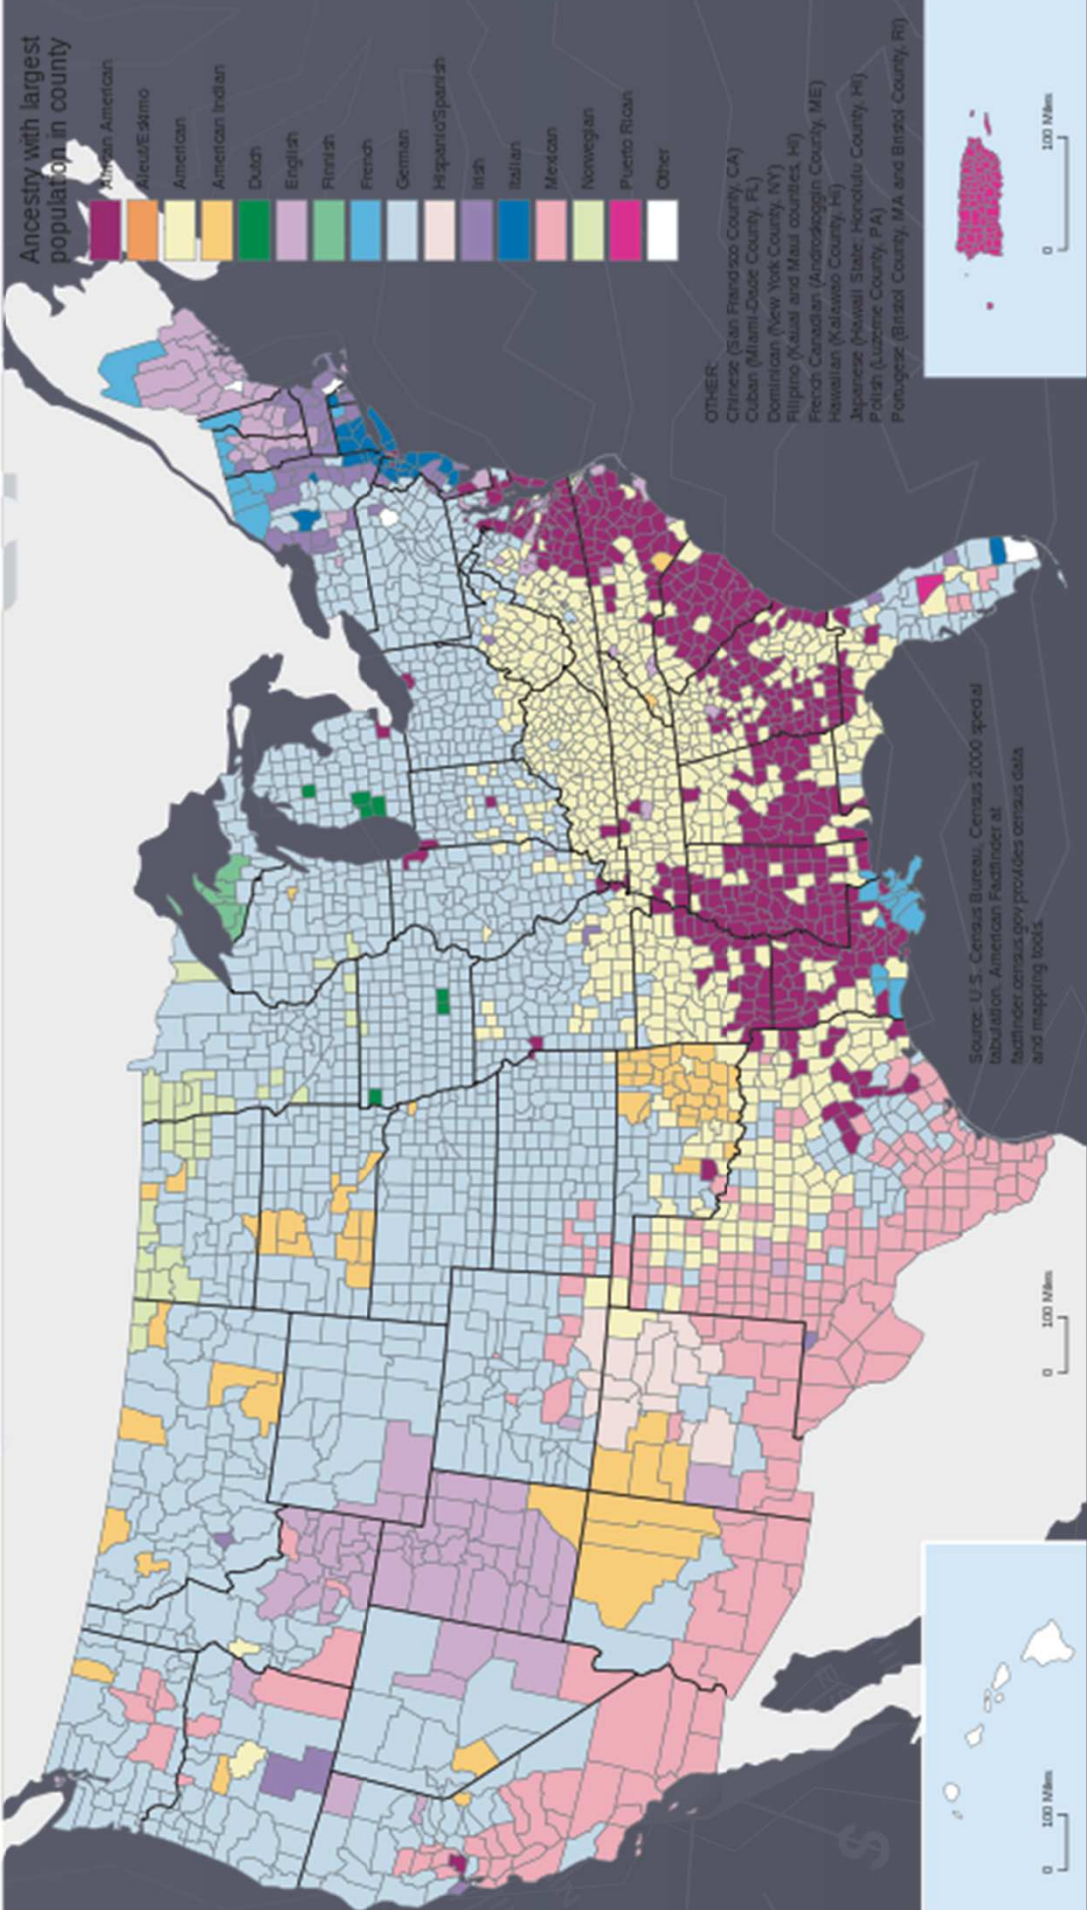 Ancestry with largest
population in county
African American
Aleut/Eskimo
American
American Indian
Dutch
English
Finnish
French
German
Hispanic/Spanish
Irish
Italian
Mexican
Norwegian
Puerto Rican
Other
OTHER:
Chinese (San Francisco County, CA)
Cuban (Miami-Dade County, FL)
Dominican (New York County, NY)
Filipino (Kauai and Maui counties, HI)
French Canadian (Androskoggin County, ME)
Hawaiian (Kalawao County, HI)
Japanese (Hawaii State; Honolulu County, HI)
Polish (Luzerne County, PA)
Portugese (Bristol County, MA and Bristol County, RI)
Source: U.S. Census Bureau, Census 2000 special
tabulation. American Factfinder at
factfinder.census.gov provides census data
and mapping tools.
0 100 Miles
0 100 Miles
0 100 Miles